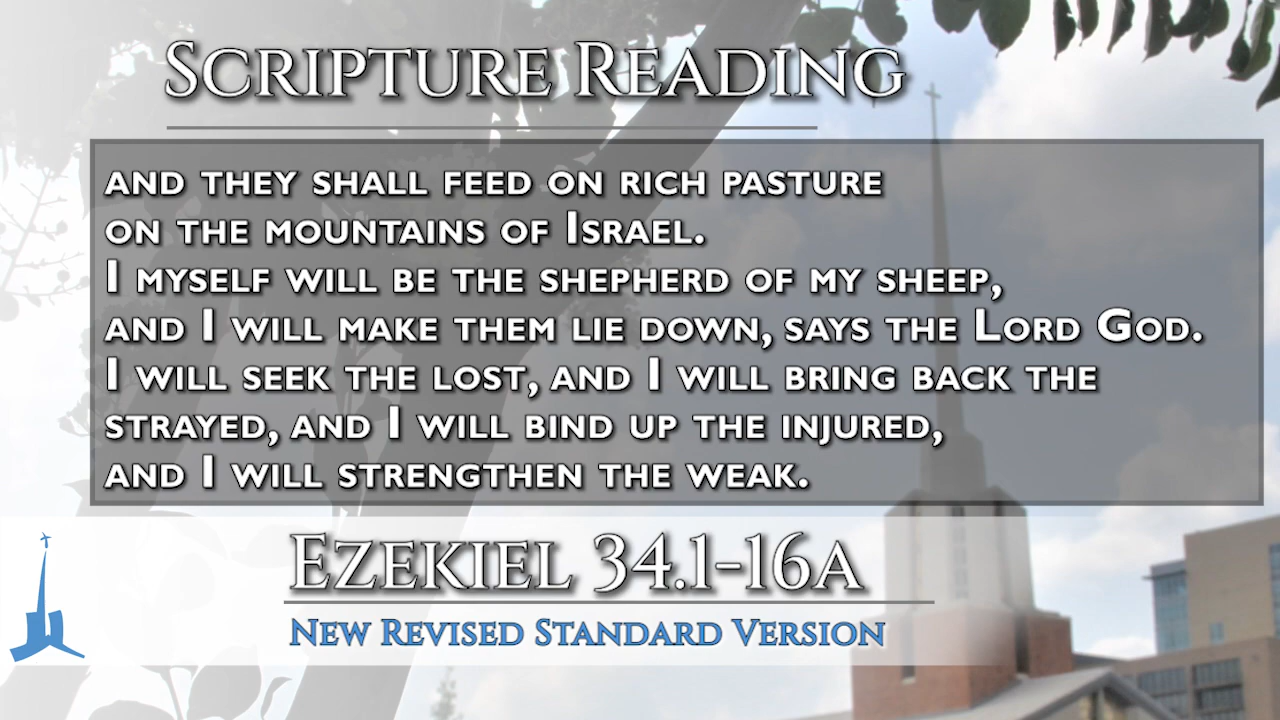 Scripture Reading
and they shall feed on rich pasture
on the mountains of Israel.
I myself will be the shepherd of my sheep,
and I will make them lie down, says the Lord God.
I will seek the lost, and I will bring back the
strayed, and I will bind up the injured,
and I will strengthen the weak.
Ezekiel 34.1-16a
New Revised Standard Version